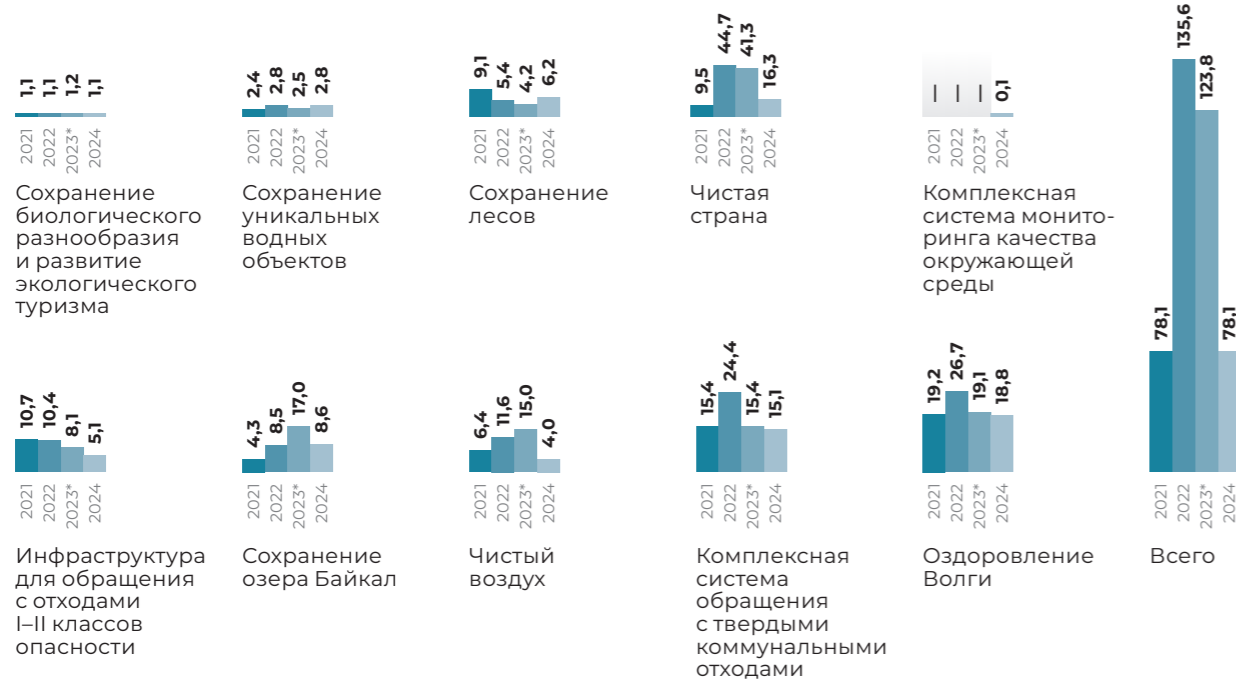 1,1 1,1 1,2 1,1
2021 2022 2023* 2024
Сохранение
биологического
разнообразия
и развитие
экологического
туризма
2,4 2,8 2,5 2,8
2021 2022 2023* 2024
Сохранение
уникальных
водных
объектов
9,1 5,4 4,2 6,2
2021 2022 2023* 2024
Сохранение
лесов
9,5 44,7 41,3 16,3
2021 2022 2023* 2024
Чистая
страна
— — — 0,1
2021 2022 2023* 2024
Комплексная
система монито-
ринга качества
окружающей
среды
10,7 10,4 8,1 5,1
2021 2022 2023* 2024
Инфраструктура
для обращения
с отходами
I–II классов
опасности
4,3 8,5 17,0 8,6
2021 2022 2023* 2024
Сохранение
озера Байкал
6,4 11,6 15,0 4,0
2021 2022 2023* 2024
Чистый
воздух
15,4 24,4 15,4 15,1
2021 2022 2023* 2024
Комплексная
система
обращения
с твердыми
коммунальными
отходами
19,2 26,7 19,1 18,8
2021 2022 2023* 2024
Оздоровление
Волги
78,1 135,6 123,8 78,1
2021 2022 2023* 2024
Всего